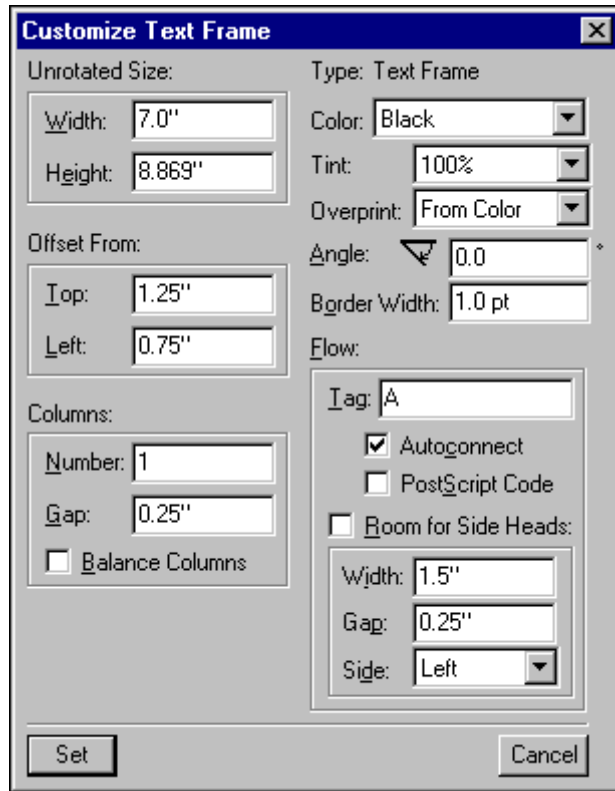 Customize Text Frame
Unrotated Size:
Width: 7.0"
Height: 8.869"
Offset From:
Top: 1.25"
Left: 0.75"
Columns:
Number: 1
Gap: 0.25"
Balance Columns
Type: Text Frame
Color: Black
Tint: 100%
Overprint: From Color
Angle: 0.0 °
Border Width: 1.0 pt
Flow:
Tag: A
Autoconnect
PostScript Code
Room for Side Heads:
Width: 1.5"
Gap: 0.25"
Side: Left
Set
Cancel